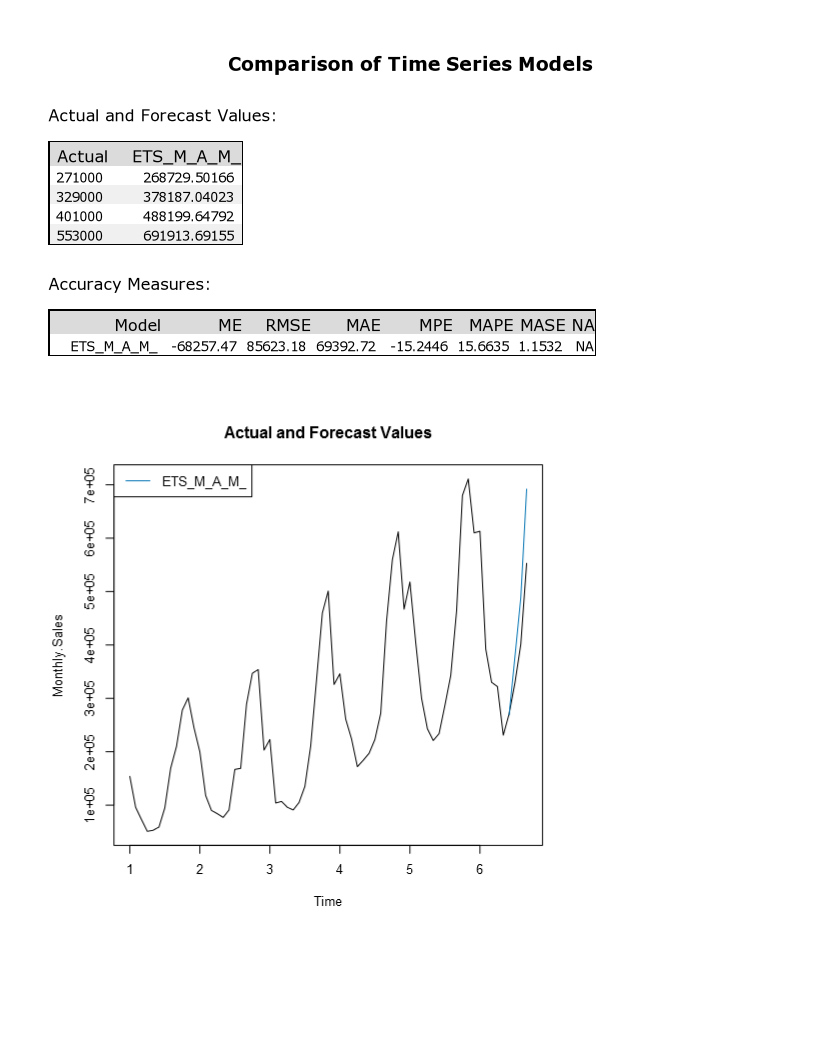 Comparison of Time Series Models
Actual and Forecast Values:
Actual ETS_M_A_M_
271000 268729.50166
329000 378187.04023
401000 488199.64792
553000 691913.69155
Accuracy Measures:
Model ME RMSE MAE MPE MAPE MASE NA
ETS_M_A_M_ -68257.47 85623.18 69392.72 -15.2446 15.6635 1.1532 NA
Actual and Forecast Values
ETS_M_A_M_
7e+05
6e+05
5e+05
4e+05
3e+05
2e+05
1e+05
Monthly.Sales
1 2 3 4 5 6
Time